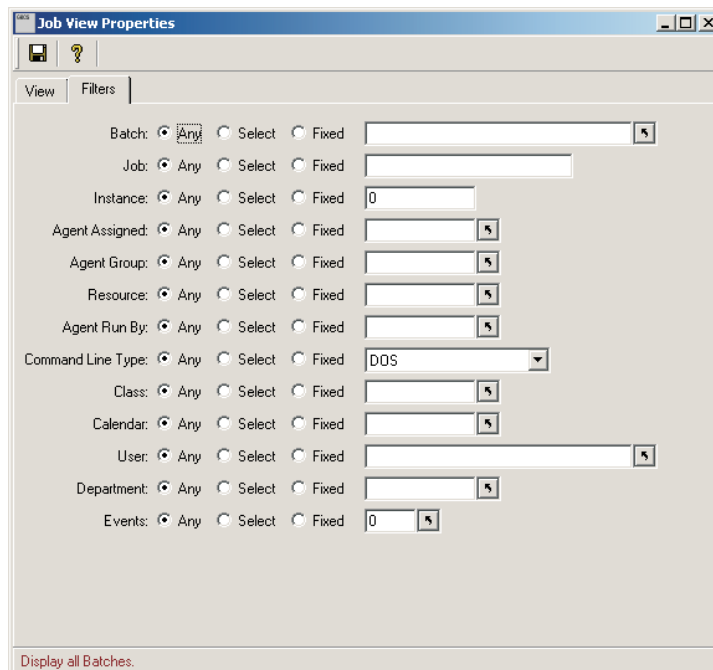 Job View Properties
View Filters
Batch: Any Select Fixed
Job: Any Select Fixed
Instance: Any Select Fixed 0
Agent Assigned: Any Select Fixed
Agent Group: Any Select Fixed
Resource: Any Select Fixed
Agent Run By: Any Select Fixed
Command Line Type: Any Select Fixed DOS
Class: Any Select Fixed
Calendar: Any Select Fixed
User: Any Select Fixed
Department: Any Select Fixed
Events: Any Select Fixed 0
Display all Batches.